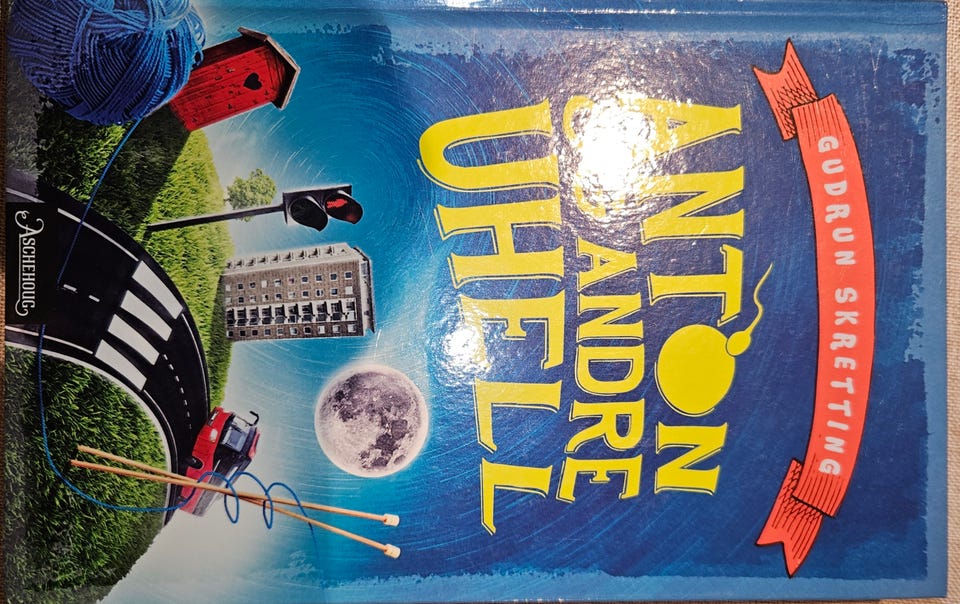 GUDRUN SKRETTING
ANTON
OG ANDRE
UHELL
ASCHEHOUG